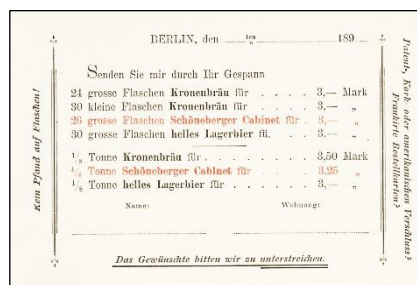 BERLIN, den ten 189
Senden Sie mir durch Ihr Gespann
24 grosse Flaschen Kronenbräu für . . . . 3,— Mark
30 kleine Flaschen Kronenbräu für . . . . 3,— „
26 grosse Flaschen Schöneberger Cabinet für . 3,— „
30 grosse Flaschen helles Lagerbier fü. . . . 3.— „
1/8 Tonne Kronenbräu für . . . . . . . 3,50 Mark
1/8 Tonne Schöneberger Cabinet für . . . . 3,25 „
1/8 Tonne helles Lagerbier für . . . . . . 3,— „
Name: Wohnung:
Das Gewünschte bitten wir zu unterstreichen.
Kein Pfand auf Flaschen!
Patent, Kork oder amerikanischen Verschluss?
Frankirte Bestellkarten?